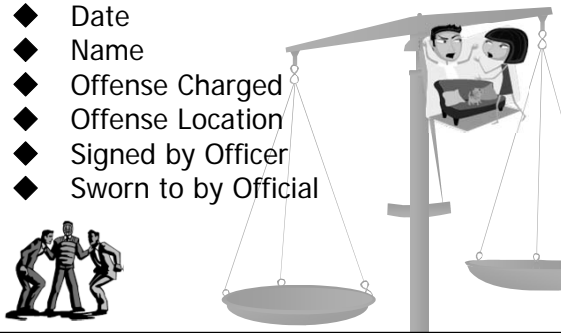 ◆ Date
◆ Name
◆ Offense Charged
◆ Offense Location
◆ Signed by Officer
◆ Sworn to by Official